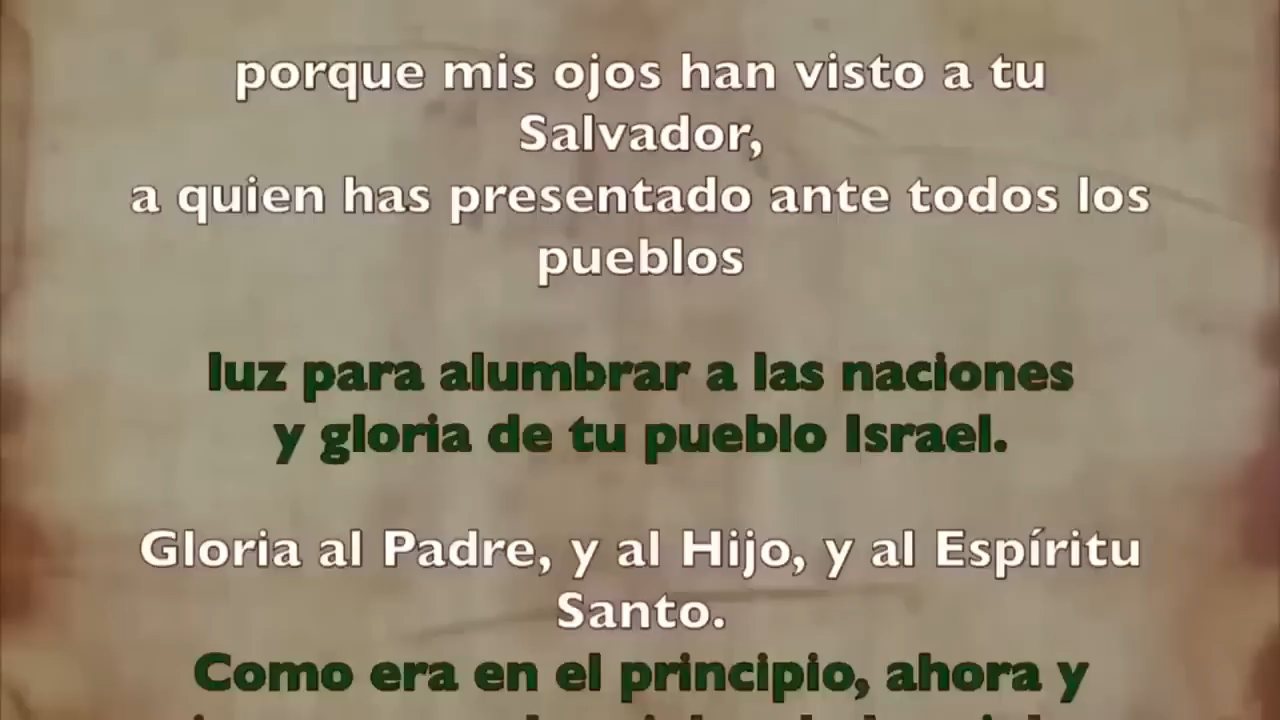 porque mis ojos han visto a tu
Salvador,
a quien has presentado ante todos los
pueblos
luz para alumbrar a las naciones
y gloria de tu pueblo Israel.
Gloria al Padre, y al Hijo, y al Espíritu
Santo.
Como era en el principio, ahora y